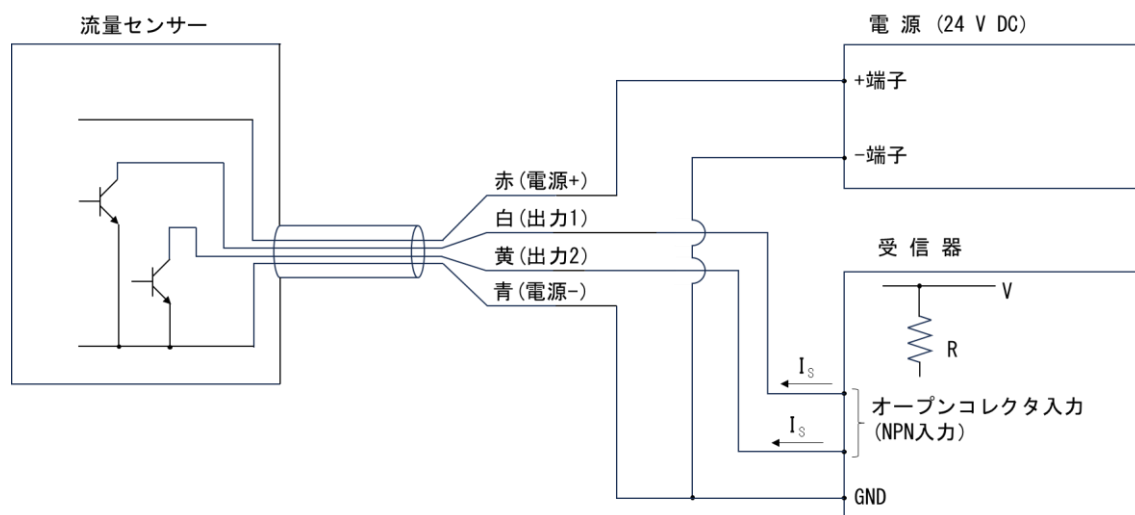 流量センサー
電 源 (24 V DC)
+端子
-端子
赤(電源+)
白(出力1)
黄(出力2)
青(電源-)
受 信 器
V
R
IS
IS
オープンコレクタ入力
(NPN入力)
GND